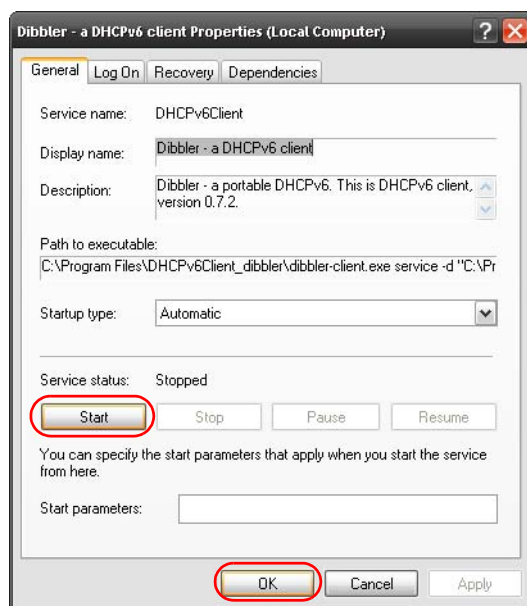 Dibbler - a DHCPv6 client Properties (Local Computer)
General Log On Recovery Dependencies
Service name: DHCPv6Client
Display name: Dibbler - a DHCPv6 client
Description: Dibbler - a portable DHCPv6. This is DHCPv6 client,
version 0.7.2.
Path to executable:
C:\Program Files\DHCPv6Client_dibbler\dibbler-client.exe service -d "C:\Pr
Startup type: Automatic
Service status: Stopped
Start Stop Pause Resume
You can specify the start parameters that apply when you start the service
from here.
Start parameters:
OK Cancel Apply